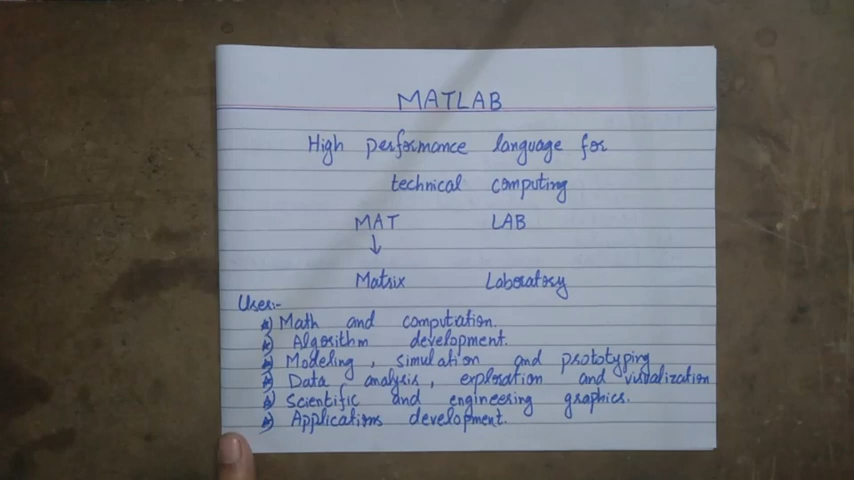 MATLAB
High performance language for
technical computing
MAT LAB
↓
Matrix Laboratory
Uses:-
★) Math and computation.
★) Algorithm development.
★) Modeling, simulation and prototyping
★) Data analysis, exploration and visualization
★) Scientific and engineering graphics.
★) Applications development.